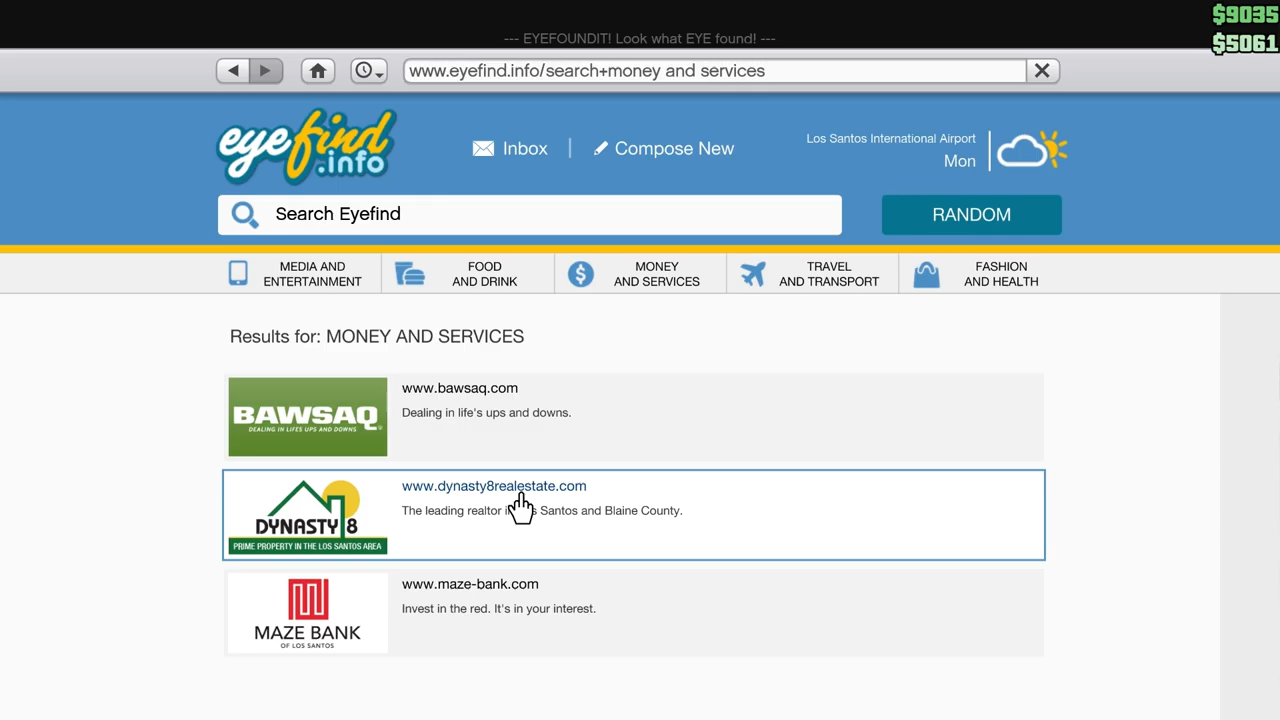 $9035
--- EYEFOUNDIT! Look what EYE found! ---
$5061
www.eyefind.info/search+money and services
eyefind
.info
Inbox
Compose New
Los Santos International Airport
Mon
Search Eyefind
RANDOM
MEDIA AND
ENTERTAINMENT
FOOD
AND DRINK
MONEY
AND SERVICES
TRAVEL
AND TRANSPORT
FASHION
AND HEALTH
Results for: MONEY AND SERVICES
BAWSAQ
DEALING IN LIFES UPS AND DOWNS
www.bawsaq.com
Dealing in life's ups and downs.
DYNASTY 8
PRIME PROPERTY IN THE LOS SANTOS AREA
www.dynasty8realestate.com
The leading realtor Santos and Blaine County.
MAZE BANK
OF LOS SANTOS
www.maze-bank.com
Invest in the red. It's in your interest.